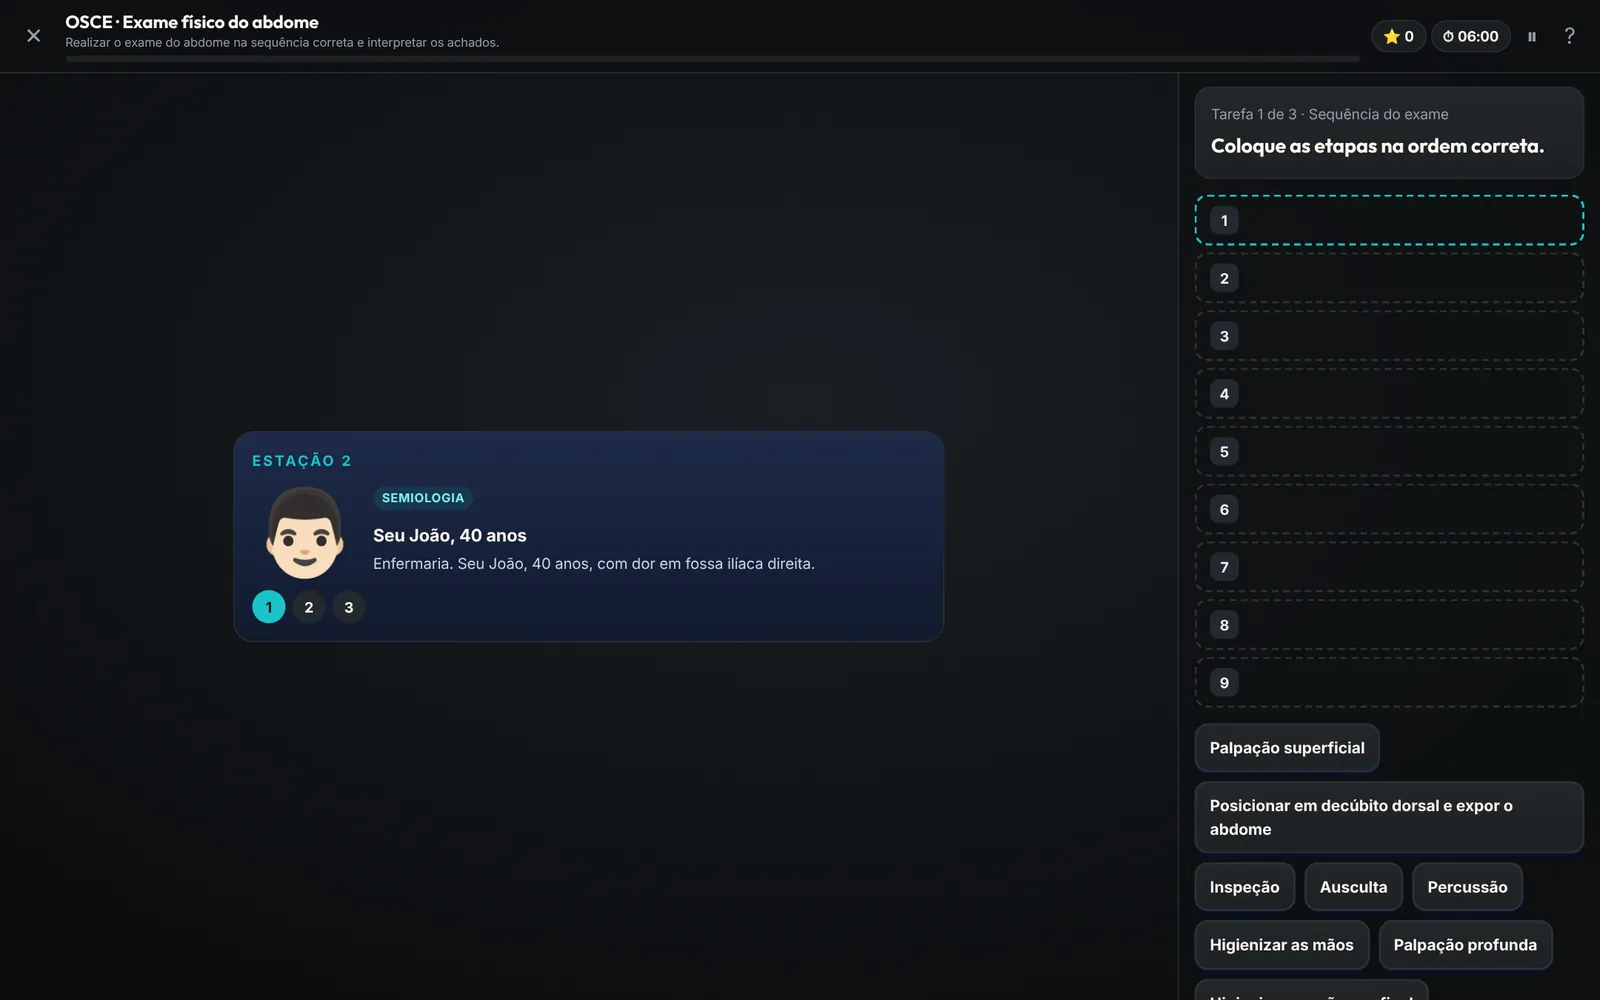 OSCE · Exame físico do abdome
Realizar o exame do abdome na sequência correta e interpretar os achados.
0
06:00
?
ESTAÇÃO 2
SEMIOLOGIA
Seu João, 40 anos
Enfermaria. Seu João, 40 anos, com dor em fossa ilíaca direita.
1 2 3
Tarefa 1 de 3 · Sequência do exame
Coloque as etapas na ordem correta.
1
2
3
4
5
6
7
8
9
Palpação superficial
Posicionar em decúbito dorsal e expor o
abdome
Inspeção
Ausculta
Percussão
Higienizar as mãos
Palpação profunda